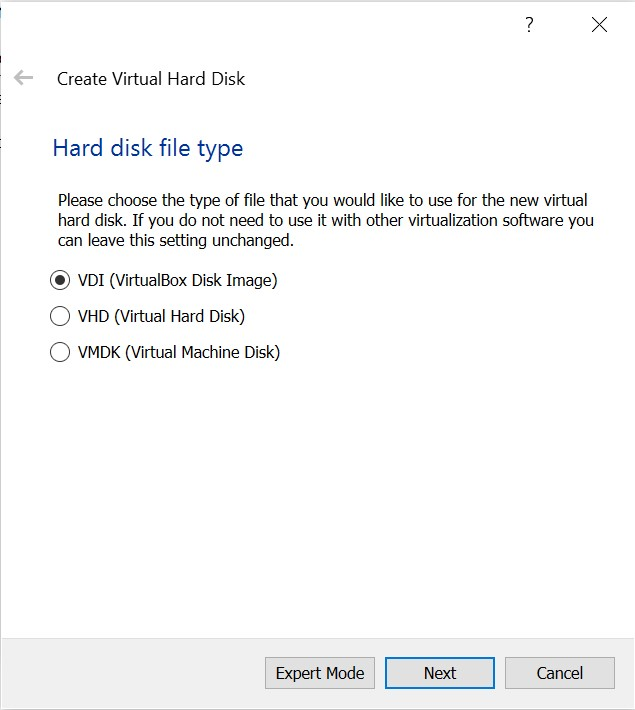 ?
Create Virtual Hard Disk
Hard disk file type
Please choose the type of file that you would like to use for the new virtual
hard disk. If you do not need to use it with other virtualization software you
can leave this setting unchanged.
VDI (VirtualBox Disk Image)
VHD (Virtual Hard Disk)
VMDK (Virtual Machine Disk)
Expert Mode
Next
Cancel